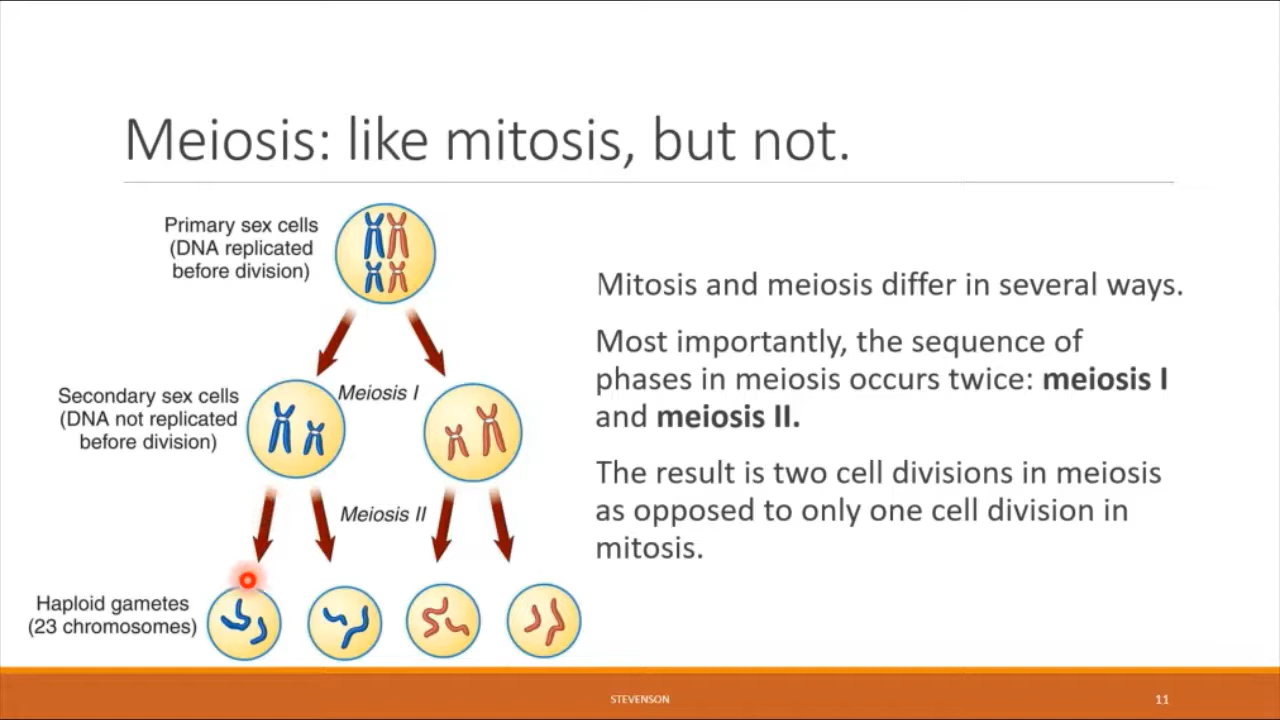 Meiosis: like mitosis, but not.
Primary sex cells
(DNA replicated
before division)
Meiosis I
Secondary sex cells
(DNA not replicated
before division)
Meiosis II
Haploid gametes
(23 chromosomes)
Mitosis and meiosis differ in several ways.
Most importantly, the sequence of
phases in meiosis occurs twice: meiosis I
and meiosis II.
The result is two cell divisions in meiosis
as opposed to only one cell division in
mitosis.
STEVENSON
11